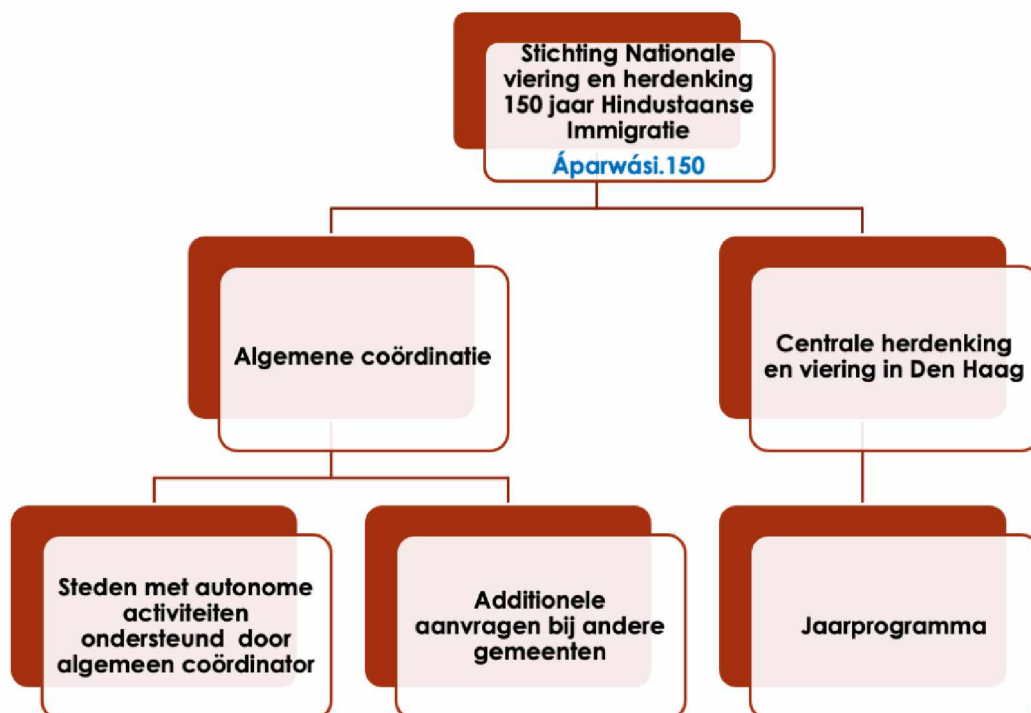 Stichting Nationale
viering en herdenking
150 jaar Hindustaanse
Immigratie
Áparwási.150
Algemene coördinatie
Centrale herdenking
en viering in Den Haag
Steden met autonome
activiteiten
ondersteund door
algemeen coördinator
Additionele
aanvragen bij andere
gemeenten
Jaarprogramma